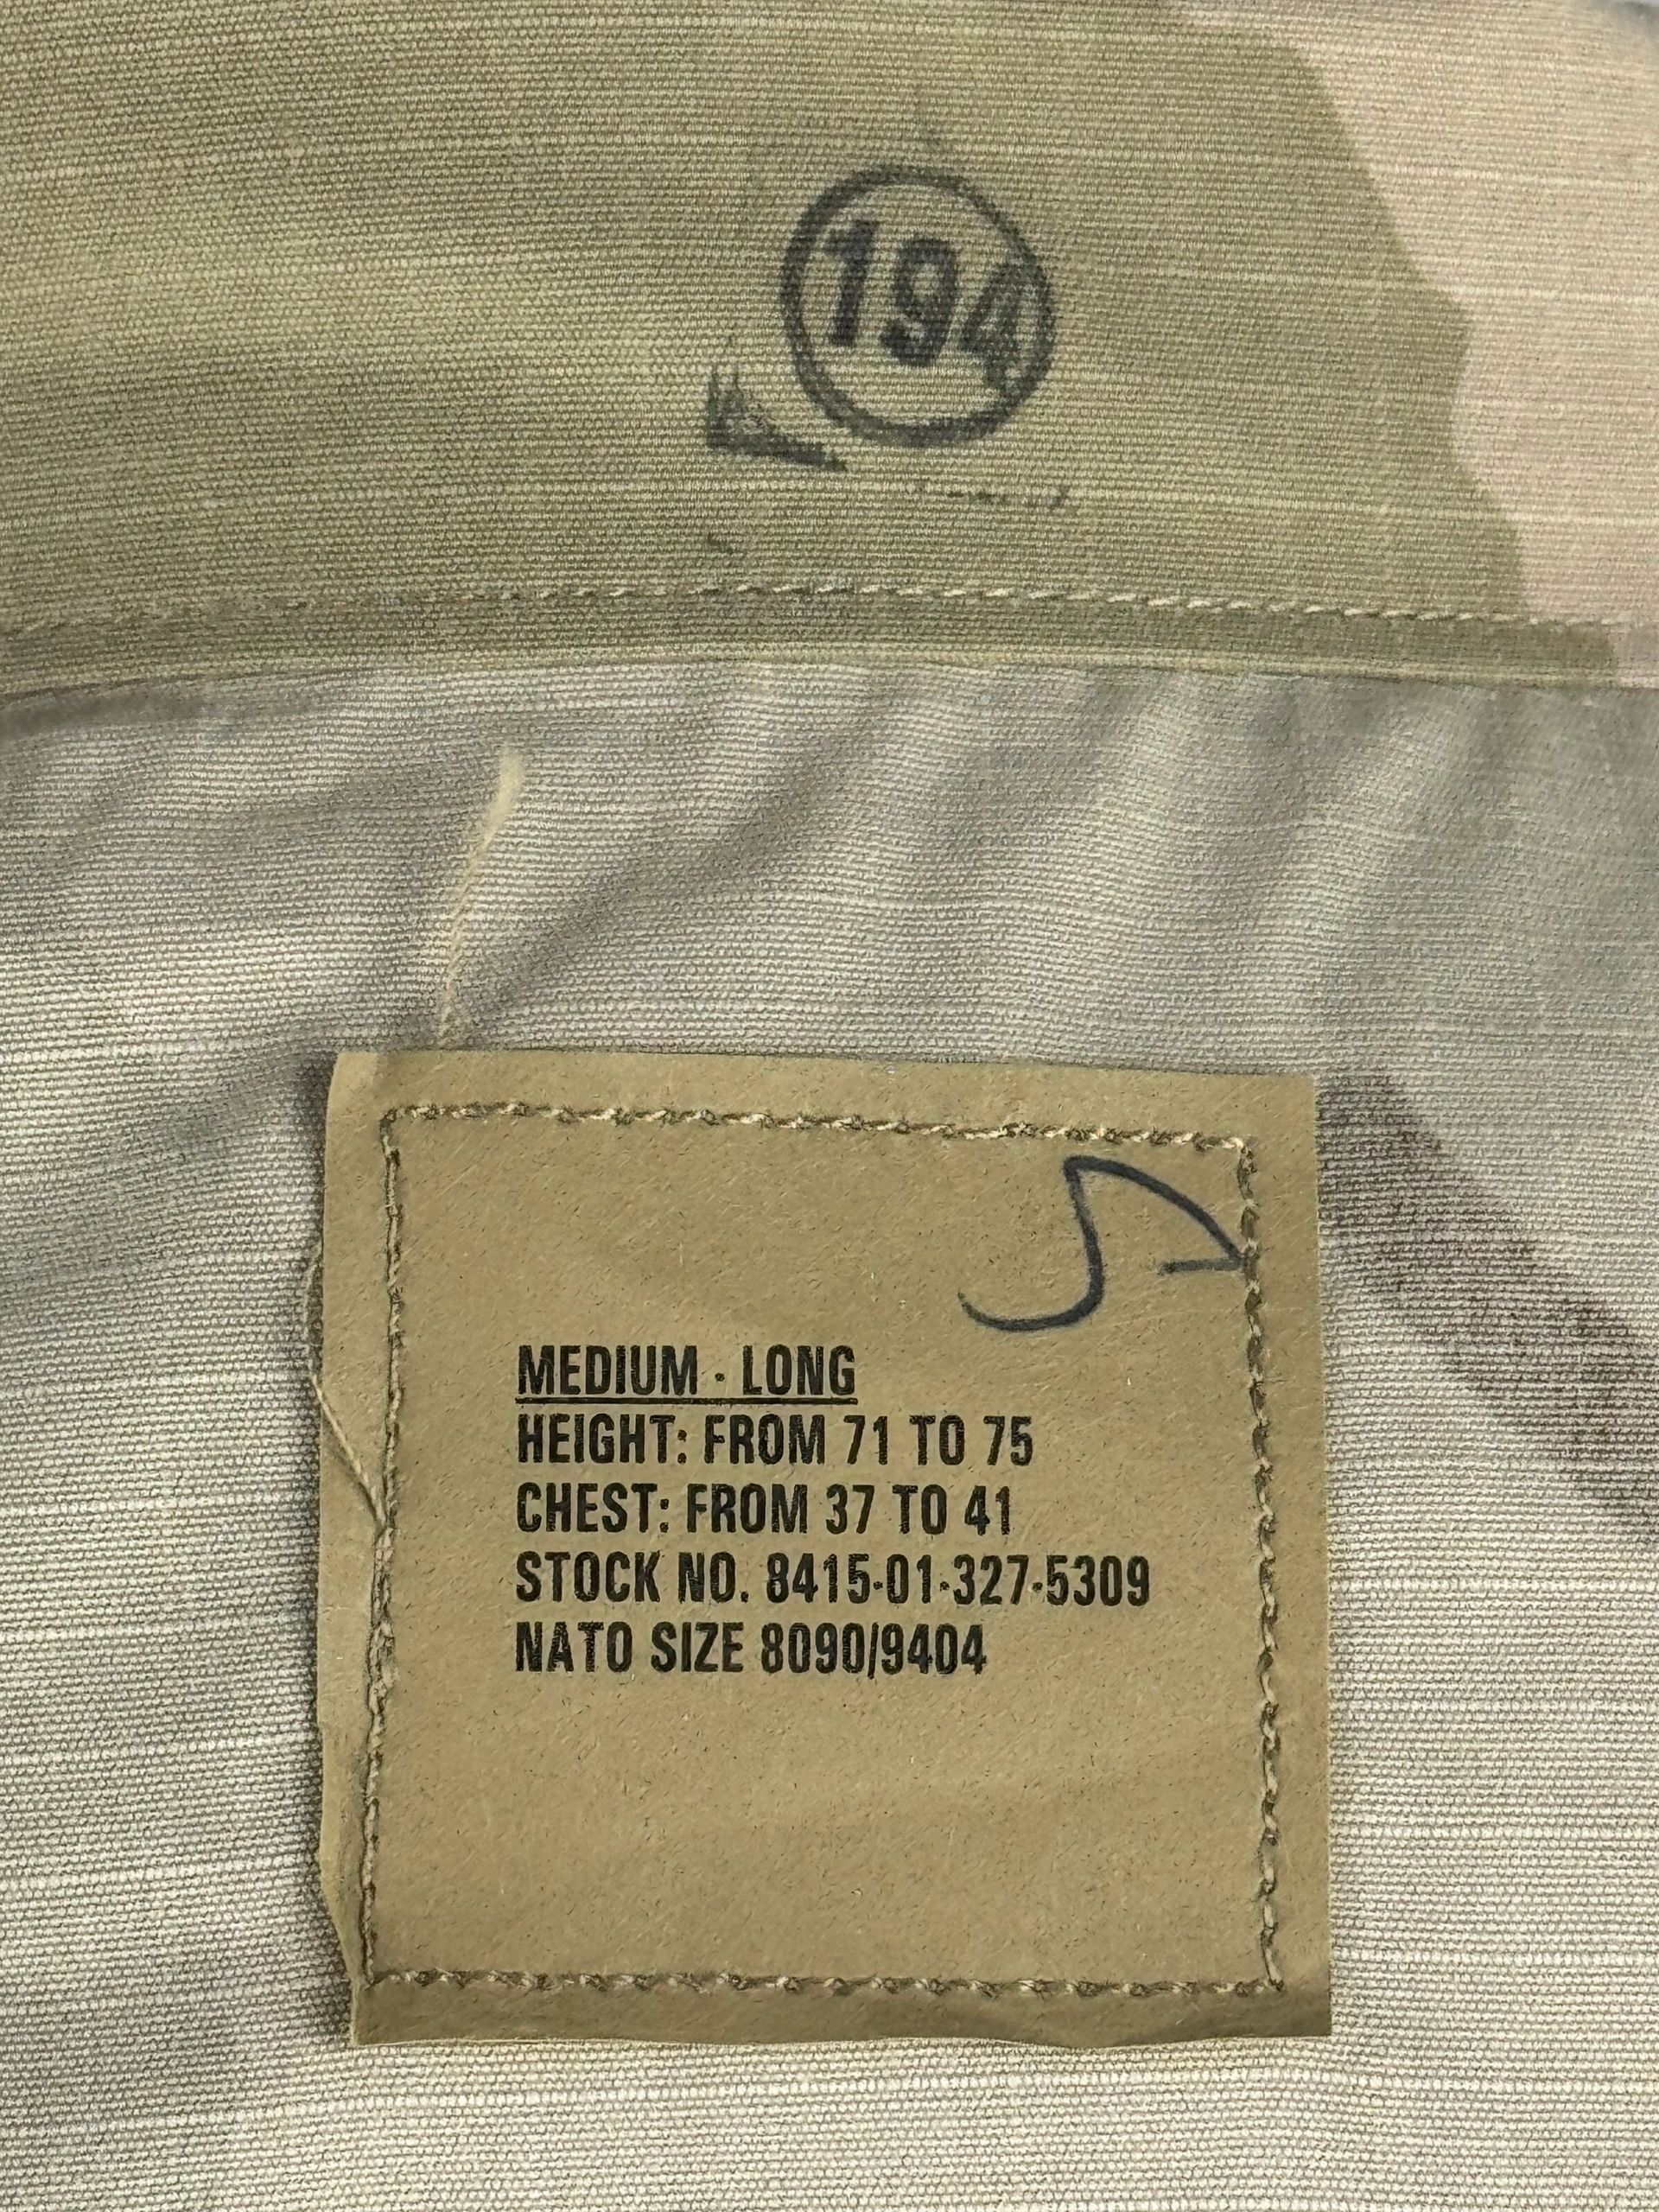 194
MEDIUM - LONG
HEIGHT: FROM 71 TO 75
CHEST: FROM 37 TO 41
STOCK NO. 8415-01-327-5309
NATO SIZE 8090/9404